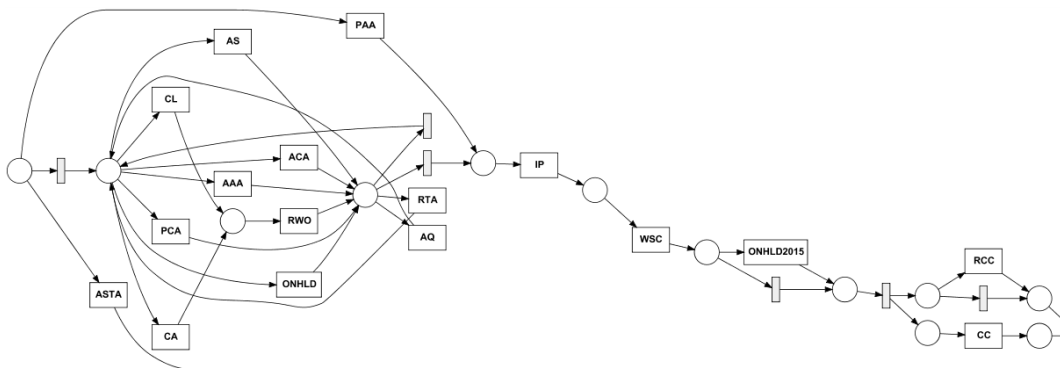 PAA
AS
CL
ACA
AAA
RTA
RWO
PCA
AQ
ONHLD
ASTA
CA
IP
WSC
ONHLD2015
RCC
CC